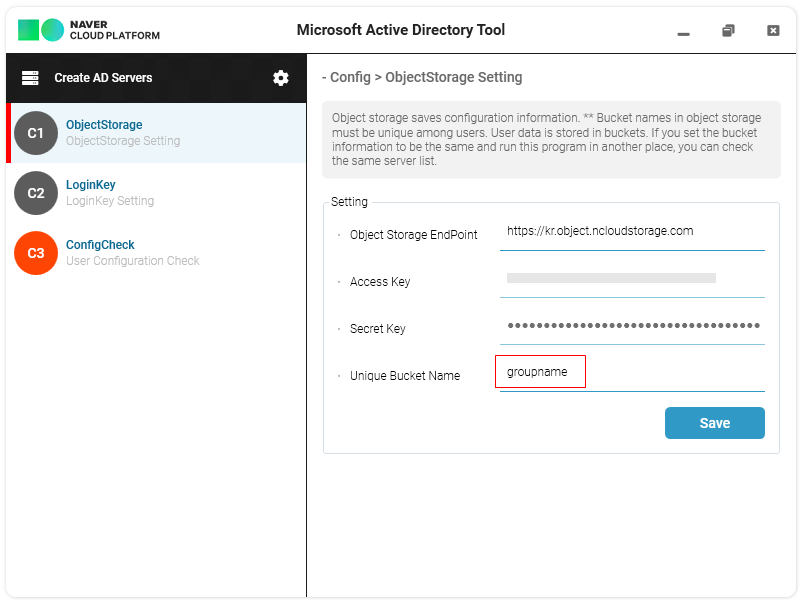 NAVER
CLOUD PLATFORM
Microsoft Active Directory Tool
Create AD Servers
C1
ObjectStorage
ObjectStorage Setting
C2
LoginKey
LoginKey Setting
C3
ConfigCheck
User Configuration Check
- Config > ObjectStorage Setting
Object storage saves configuration information. ** Bucket names in object storage
must be unique among users. User data is stored in buckets. If you set the bucket
information to be the same and run this program in another place, you can check
the same server list.
Setting
· Object Storage EndPoint
https://kr.object.ncloudstorage.com
· Access Key
· Secret Key
· Unique Bucket Name
groupname
Save